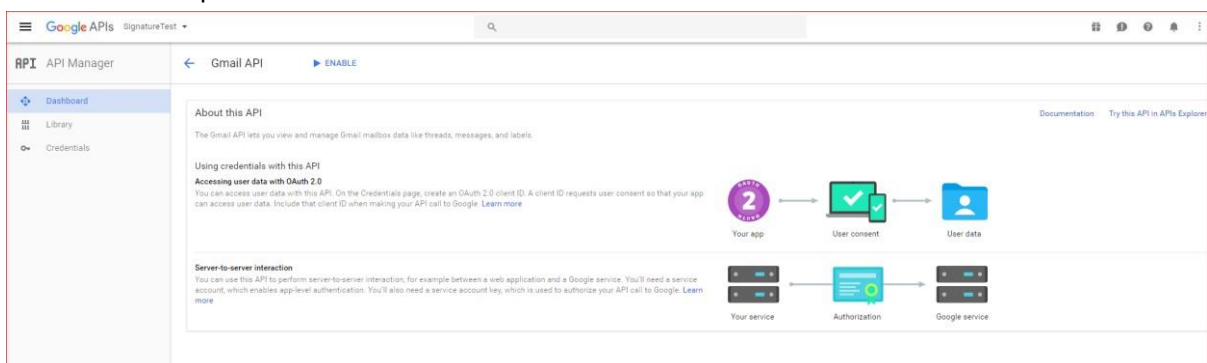 Google APIs SignatureTest
API API Manager
Gmail API ENABLE
Dashboard
Library
Credentials
About this API
Documentation Try this API in APIs Explorer
The Gmail API lets you view and manage Gmail mailbox data like threads, messages, and labels.
Using credentials with this API
Accessing user data with OAuth 2.0
You can access user data with this API. On the Credentials page, create an OAuth 2.0 client ID. A client ID requests user consent so that your app
can access user data. Include that client ID when making your API call to Google. Learn more
OAUTH
2
Your app User consent User data
Server-to-server interaction
You can use this API to perform server-to-server interaction, for example between a web application and a Google service. You'll need a service
account, which enables app-level authentication. You'll also need a service account key, which is used to authorize your API call to Google. Learn
more
Your service Authorization Google service